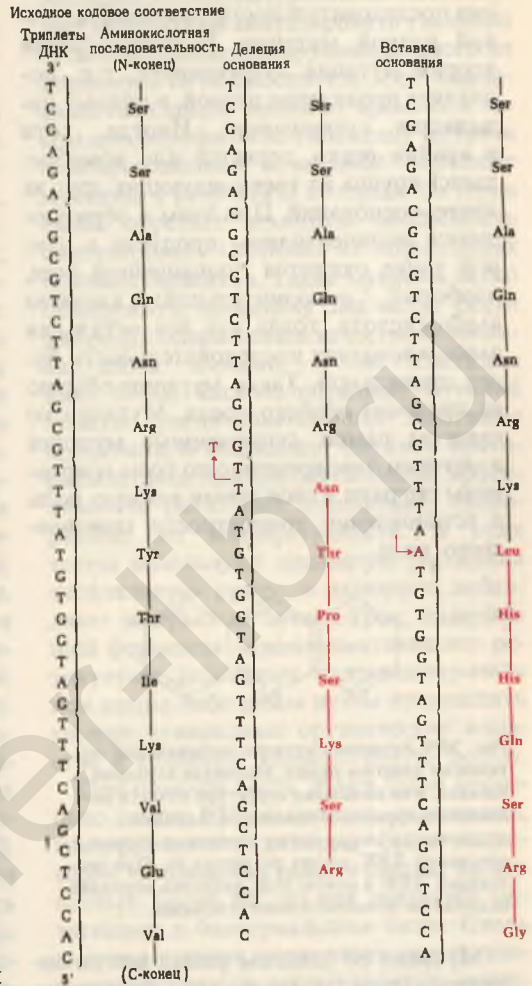 Исходное кодовое соответствие
Триплеты
ДНК
Аминокислотная
последовательность
(N-конец)
Делеция
основания
Вставка
основания
3'
T C G A G A C G C G T C T T A C C G T T T A T G T G G T A G T T T C A G C T C C A C
5'
Ser
Ser
Ala
Gln
Asn
Arg
Lys
Tyr
Thr
Ile
Lys
Val
Glu
Val
(C-конец)
T C G A G A C G C G T C T T A G C G T T A T G T G G T A G T T T C A G C T C C A C
T
Ser
Ser
Ala
Gln
Asn
Arg
Asn
Thr
Pro
Ser
Lys
Ser
Arg
T C G A G A C G C G T C T T A G C G T T T A A T G T G G T A G T T T C A G C T C C A
Ser
Ser
Ala
Gln
Asn
Arg
Lys
Leu
His
His
Gln
Ser
Arg
Gly